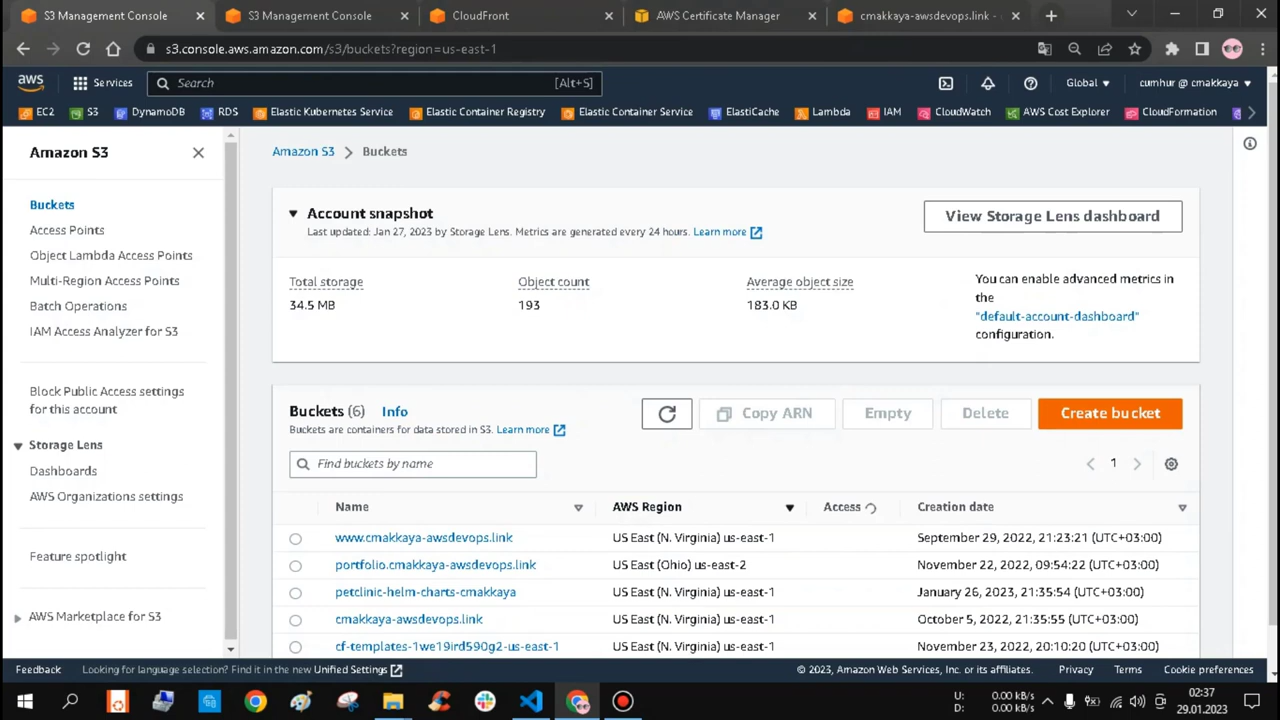 S3 Management Console
S3 Management Console
CloudFront
AWS Certificate Manager
cmakkaya-awsdevops.link -
s3.console.aws.amazon.com/s3/buckets?region=us-east-1
aws
Services
Search
[Alt+S]
Global
cumhur @ cmakkaya
EC2
S3
DynamoDB
RDS
Elastic Kubernetes Service
Elastic Container Registry
Elastic Container Service
ElastiCache
Lambda
IAM
CloudWatch
AWS Cost Explorer
CloudFormation
Amazon S3
Buckets
Access Points
Object Lambda Access Points
Multi-Region Access Points
Batch Operations
IAM Access Analyzer for S3
Block Public Access settings
for this account
Storage Lens
Dashboards
AWS Organizations settings
Feature spotlight
AWS Marketplace for S3
Amazon S3
Buckets
Account snapshot
Last updated: Jan 27, 2023 by Storage Lens. Metrics are generated every 24 hours. Learn more
View Storage Lens dashboard
Total storage
34.5 MB
Object count
193
Average object size
183.0 KB
You can enable advanced metrics in
the
"default-account-dashboard"
configuration.
Buckets (6) Info
Buckets are containers for data stored in S3. Learn more
Copy ARN
Empty
Delete
Create bucket
Find buckets by name
1
Name
AWS Region
Access
Creation date
www.cmakkaya-awsdevops.link
US East (N. Virginia) us-east-1
September 29, 2022, 21:23:21 (UTC+03:00)
portfolio.cmakkaya-awsdevops.link
US East (Ohio) us-east-2
November 22, 2022, 09:54:22 (UTC+03:00)
petclinic-helm-charts-cmakkaya
US East (N. Virginia) us-east-1
January 26, 2023, 21:35:54 (UTC+03:00)
cmakkaya-awsdevops.link
US East (N. Virginia) us-east-1
October 5, 2022, 21:35:55 (UTC+03:00)
cf-templates-1we19ird590g2-us-east-1
US East (N. Virginia) us-east-1
November 23, 2022, 20:10:20 (UTC+03:00)
Feedback
Looking for language selection? Find it in the new Unified Settings
© 2023, Amazon Web Services, Inc. or its affiliates.
Privacy
Terms
Cookie preferences
U: 0.00 kB/s
D: 0.00 kB/s
02:37
29.01.2023